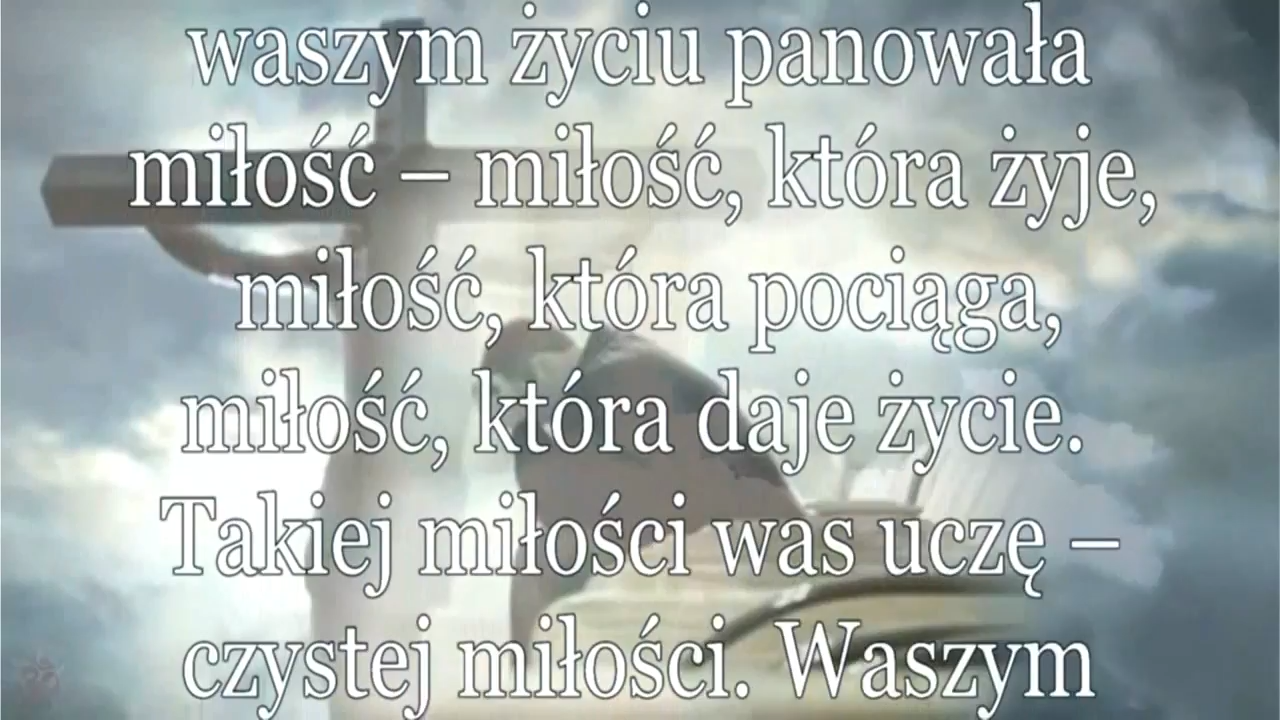 waszym życiu panowała
miłość – miłość, która żyje,
miłość, która pociąga,
miłość, która daje życie.
Takiej miłości was uczę –
czystej miłości. Waszym